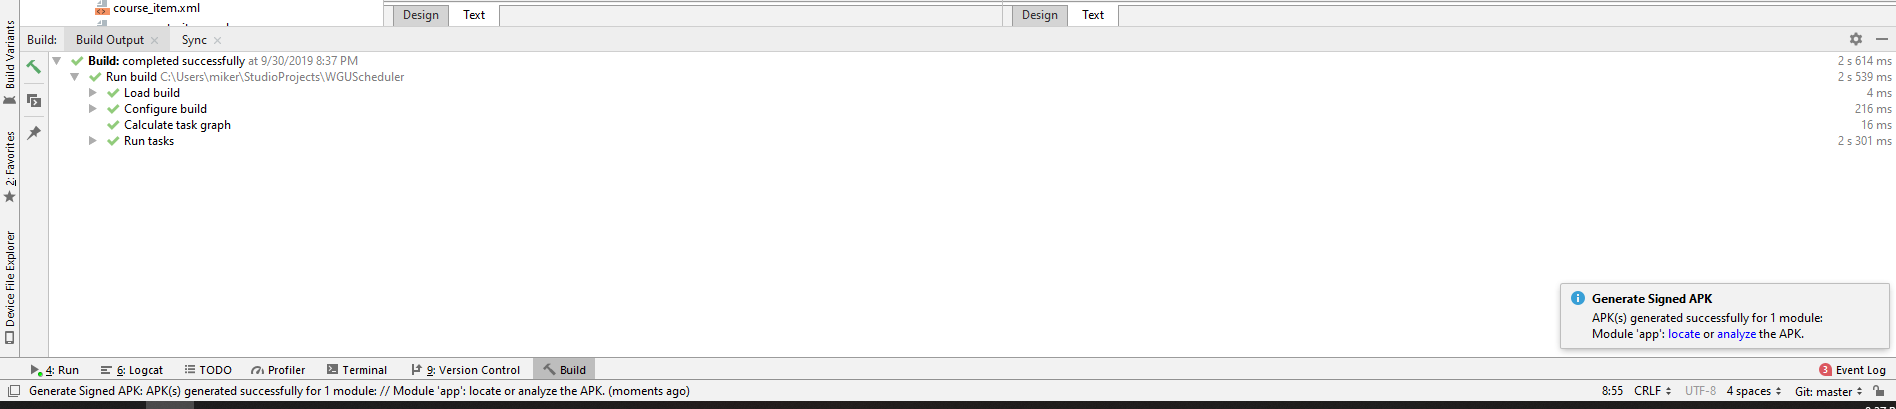 course_item.xml
Design Text
Design Text
Build: Build Output Sync
Build: completed successfully at 9/30/2019 8:37 PM 2 s 614 ms
Run build C:\Users\miker\StudioProjects\WGUScheduler 2 s 539 ms
Load build 4 ms
Configure build 216 ms
Calculate task graph 16 ms
Run tasks 2 s 301 ms
Build Variants
2: Favorites
Device File Explorer
Generate Signed APK
APK(s) generated successfully for 1 module:
Module 'app': locate or analyze the APK.
4: Run 6: Logcat TODO Profiler Terminal 9: Version Control Build 3 Event Log
Generate Signed APK: APK(s) generated successfully for 1 module: // Module 'app': locate or analyze the APK. (moments ago) 8:55 CRLF UTF-8 4 spaces Git: master